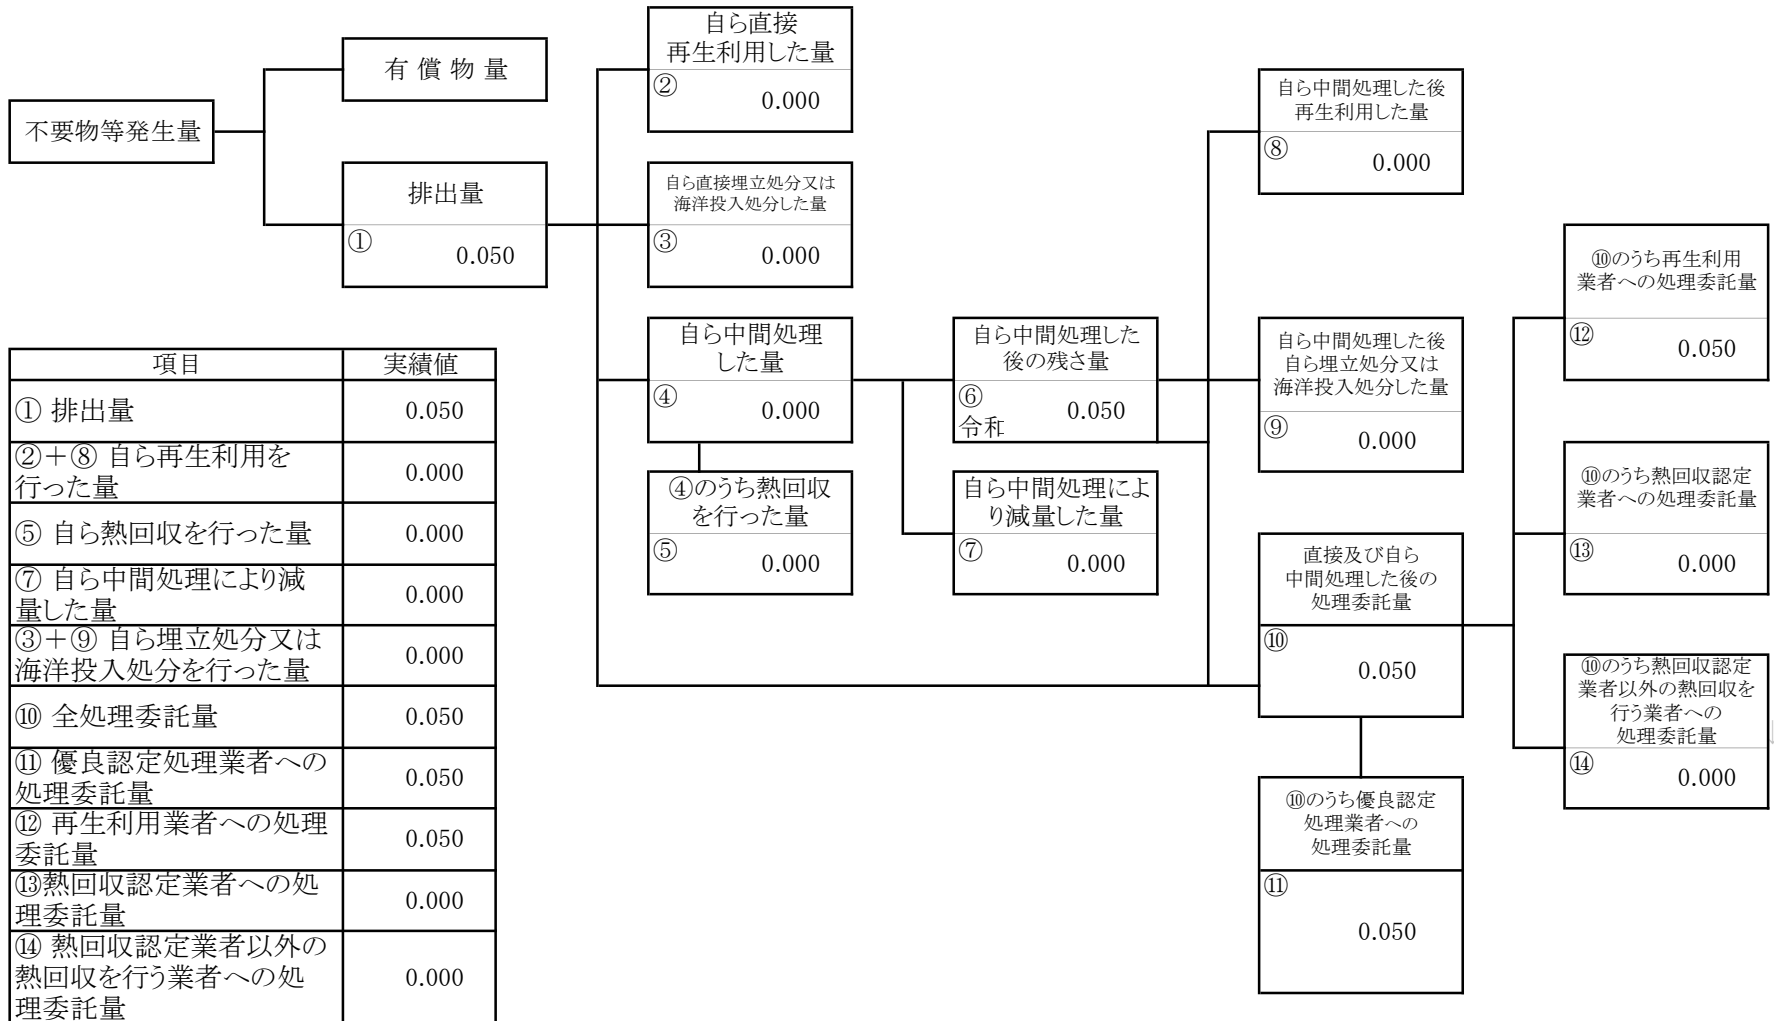 不要物等発生量
有 償 物 量
排出量
①
0.050
自ら直接
再生利用した量
②
0.000
自ら直接埋立処分又は
海洋投入処分した量
③
0.000
自ら中間処理
した量
④
0.000
④のうち熱回収
を行った量
⑤
0.000
自ら中間処理した
後の残さ量
⑥
0.050
令和
自ら中間処理によ
り減量した量
⑦
0.000
自ら中間処理した後
再生利用した量
⑧
0.000
自ら中間処理した後
自ら埋立処分又は
海洋投入処分した量
⑨
0.000
直接及び自ら
中間処理した後の
処理委託量
⑩
0.050
⑩のうち優良認定
処理業者への
処理委託量
⑪
0.050
⑩のうち再生利用
業者への処理委託量
⑫
0.050
⑩のうち熱回収認定
業者への処理委託量
⑬
0.000
⑩のうち熱回収認定
業者以外の熱回収を
行う業者への
処理委託量
⑭
0.000
項目 実績値
① 排出量 0.050
②＋⑧ 自ら再生利用を
行った量 0.000
⑤ 自ら熱回収を行った量 0.000
⑦ 自ら中間処理により減
量した量 0.000
③＋⑨ 自ら埋立処分又は
海洋投入処分を行った量 0.000
⑩ 全処理委託量 0.050
⑪ 優良認定処理業者への
処理委託量 0.050
⑫ 再生利用業者への処理
委託量 0.050
⑬熱回収認定業者への処
理委託量 0.000
⑭ 熱回収認定業者以外の
熱回収を行う業者への処
理委託量 0.000